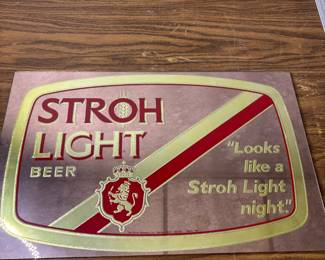 STROH
LIGHT
BEER
"Looks
like a
Stroh Light
night."